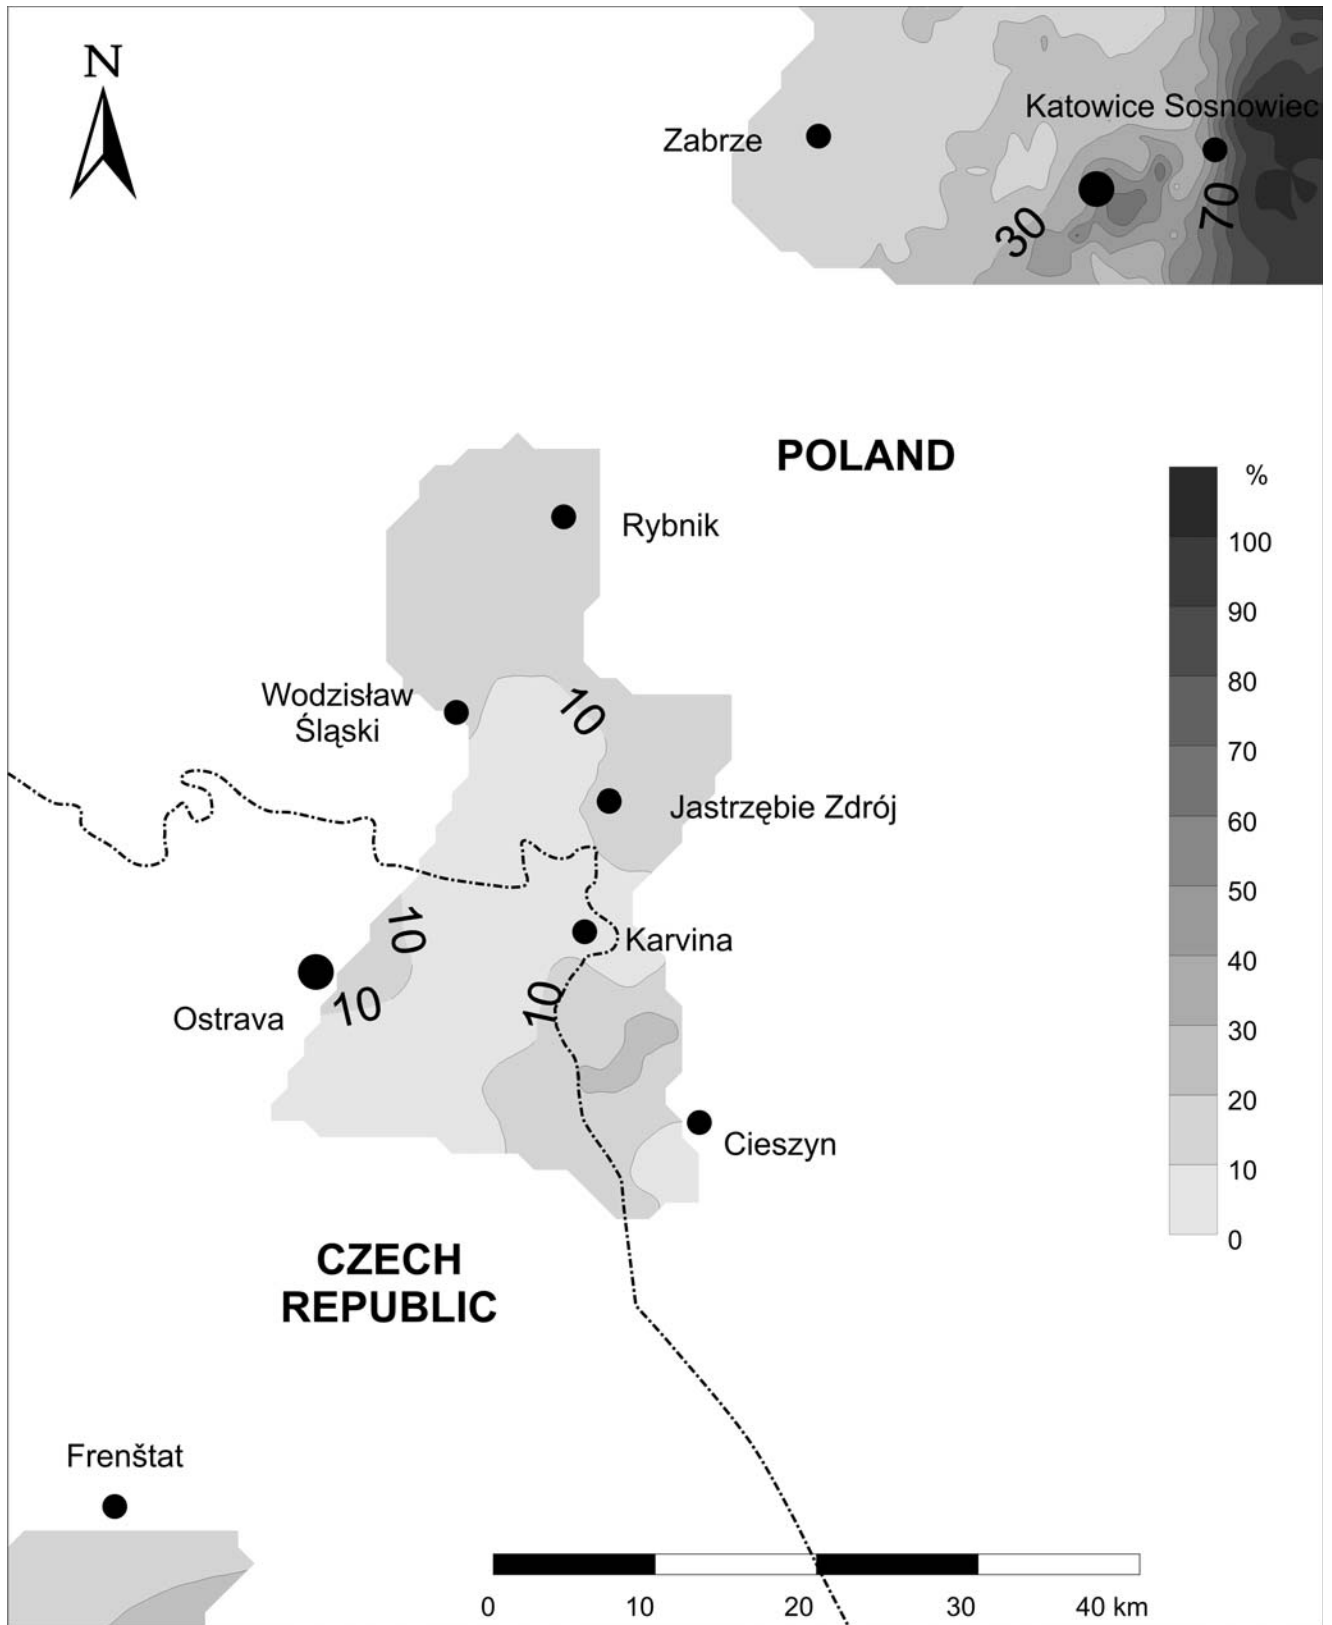 N
Katowice Sosnowiec
Zabrze
30
70
POLAND
%
Rybnik
100
90
80
70
60
50
40
30
20
10
0
Wodzisław
Śląski
10
Jastrzębie Zdrój
10
Karvina
10
10
Ostrava
Cieszyn
CZECH
REPUBLIC
Frenštat
0 10 20 30 40 km